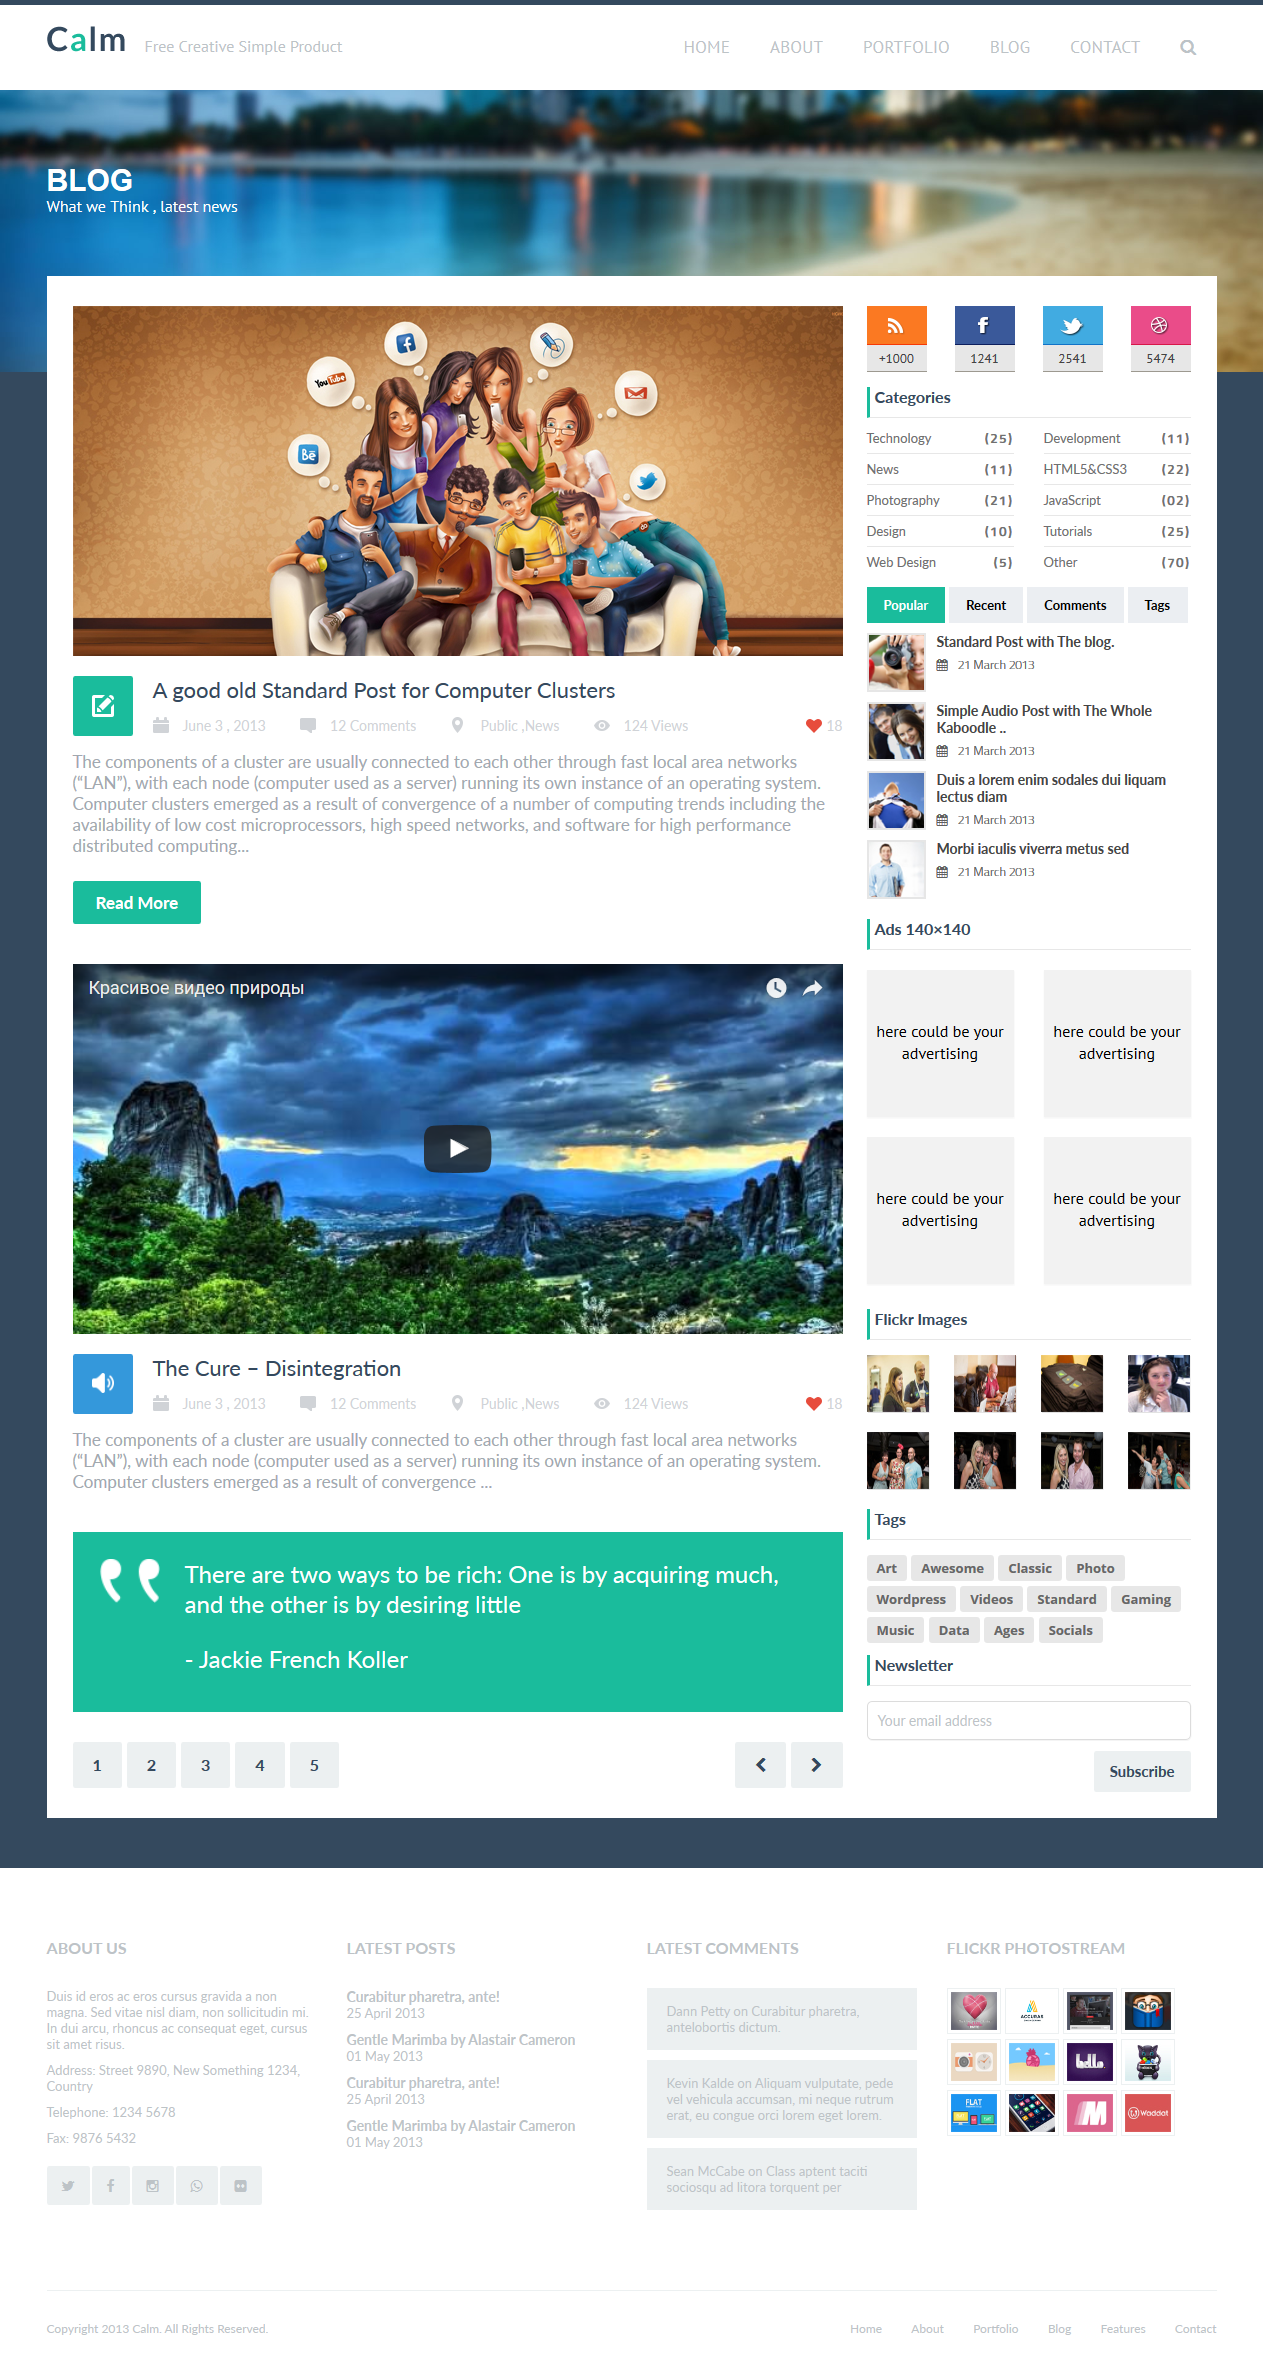 Calm
Free Creative Simple Product
HOME ABOUT PORTFOLIO BLOG CONTACT
BLOG
What we Think , latest news
YouTube
Bē
+1000 1241 2541 5474
Categories
Technology (25) Development (11)
News (11) HTML5&CSS3 (22)
Photography (21) JavaScript (02)
Design (10) Tutorials (25)
Web Design (5) Other (70)
Popular Recent Comments Tags
Standard Post with The blog.
21 March 2013
Simple Audio Post with The Whole
Kaboodle ..
21 March 2013
Duis a lorem enim sodales dui liquam
lectus diam
21 March 2013
Morbi iaculis viverra metus sed
21 March 2013
A good old Standard Post for Computer Clusters
June 3 , 2013 12 Comments Public ,News 124 Views 18
The components of a cluster are usually connected to each other through fast local area networks
(“LAN”), with each node (computer used as a server) running its own instance of an operating system.
Computer clusters emerged as a result of convergence of a number of computing trends including the
availability of low cost microprocessors, high speed networks, and software for high performance
distributed computing...
Read More
Красивое видео природы
The Cure – Disintegration
June 3 , 2013 12 Comments Public ,News 124 Views 18
The components of a cluster are usually connected to each other through fast local area networks
(“LAN”), with each node (computer used as a server) running its own instance of an operating system.
Computer clusters emerged as a result of convergence ...
There are two ways to be rich: One is by acquiring much,
and the other is by desiring little
- Jackie French Koller
1 2 3 4 5
Ads 140×140
here could be your
advertising
here could be your
advertising
here could be your
advertising
here could be your
advertising
Flickr Images
Tags
Art Awesome Classic Photo
Wordpress Videos Standard Gaming
Music Data Ages Socials
Newsletter
Your email address
Subscribe
ABOUT US
Duis id eros ac eros cursus gravida a non
magna. Sed vitae nisl diam, non sollicitudin mi.
In dui arcu, rhoncus ac consequat eget, cursus
sit amet risus.
Address: Street 9890, New Something 1234,
Country
Telephone: 1234 5678
Fax: 9876 5432
LATEST POSTS
Curabitur pharetra, ante!
25 April 2013
Gentle Marimba by Alastair Cameron
01 May 2013
Curabitur pharetra, ante!
25 April 2013
Gentle Marimba by Alastair Cameron
01 May 2013
LATEST COMMENTS
Dann Petty on Curabitur pharetra,
antelobortis dictum.
Kevin Kalde on Aliquam vulputate, pede
vel vehicula accumsan, mi neque rutrum
erat, eu congue orci lorem eget lorem.
Sean McCabe on Class aptent taciti
sociosqu ad litora torquent per
FLICKR PHOTOSTREAM
hello.
FLAT
Waddat
Copyright 2013 Calm. All Rights Reserved.
Home About Portfolio Blog Features Contact